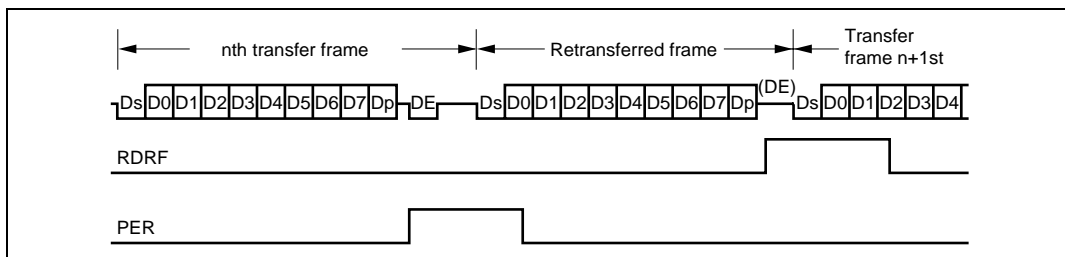 nth transfer frame
Retransferred frame
Transfer
frame n+1st
Ds D0 D1 D2 D3 D4 D5 D6 D7 Dp DE Ds D0 D1 D2 D3 D4 D5 D6 D7 Dp (DE) Ds D0 D1 D2 D3 D4
RDRF
PER